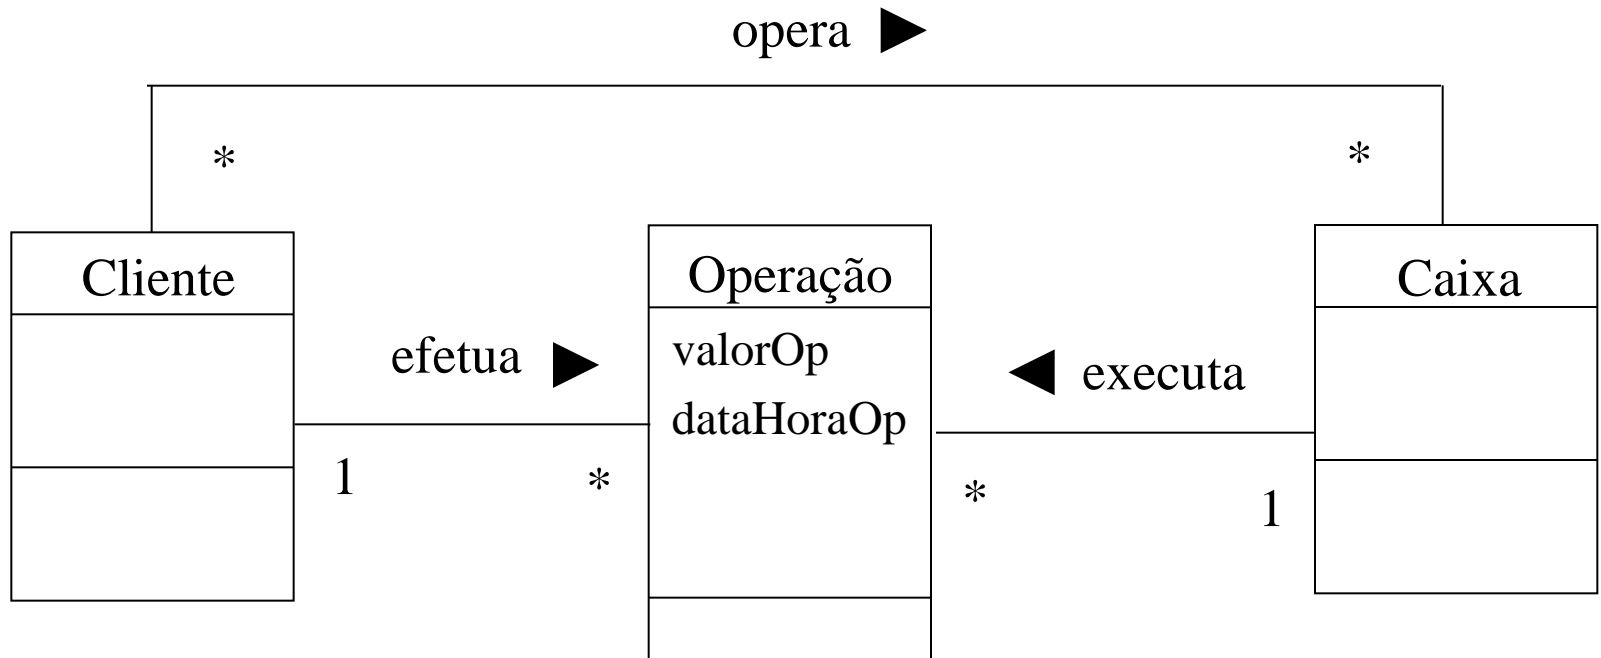 opera ▶
* *
Cliente
Operação
Caixa
efetua ▶
valorOp
dataHoraOp
◀ executa
1 *
* 1